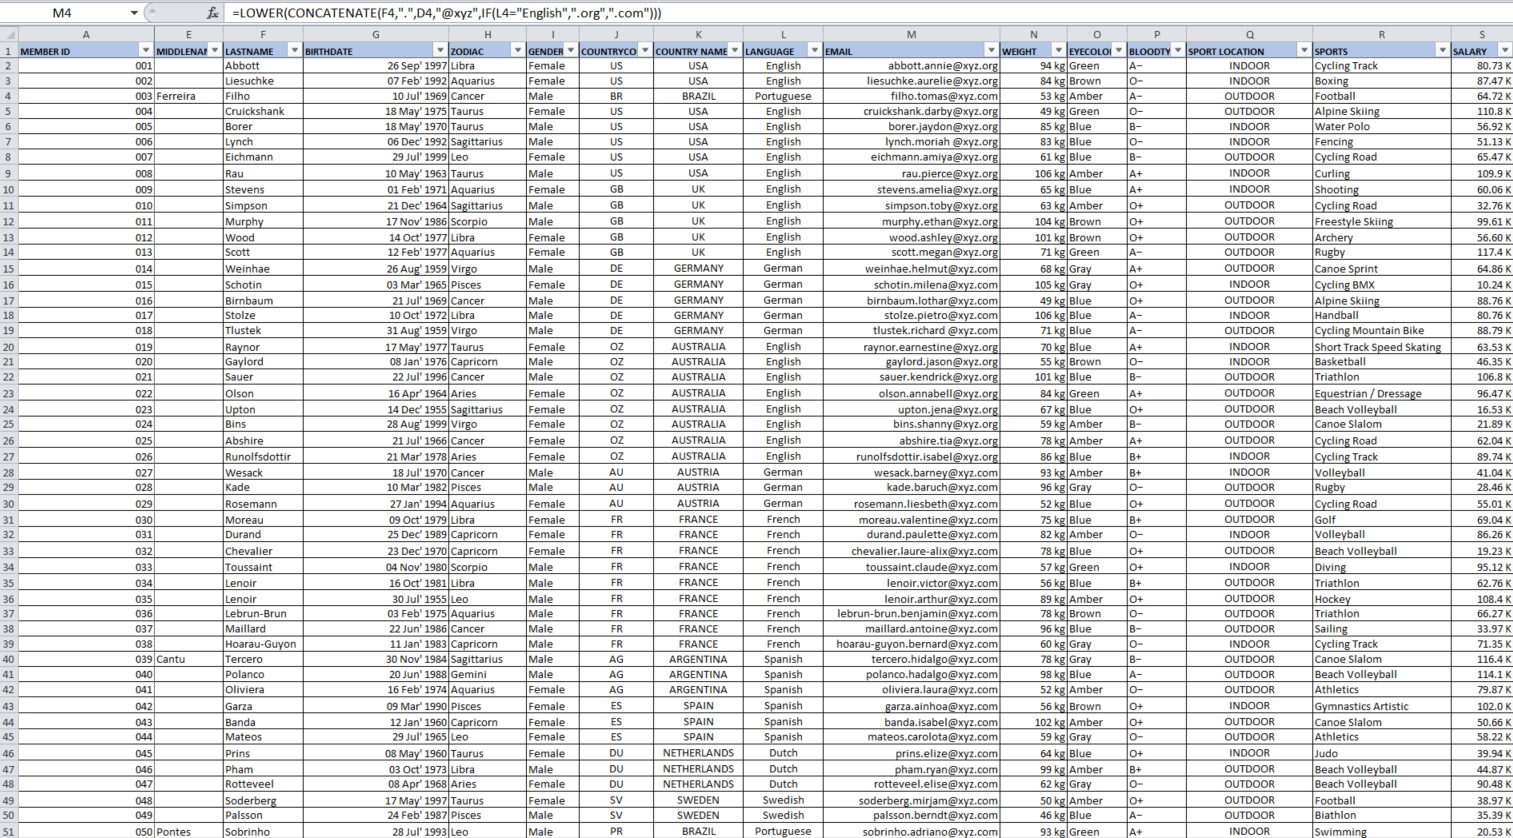 M4 fx =LOWER(CONCATENATE(F4,".",D4,"@xyz",IF(L4="English",".org",".com")))
A E F G H I J K L M N O P Q R S
1 MEMBER ID MIDDLENAM LASTNAME BIRTHDATE ZODIAC GENDER COUNTRYCO COUNTRY NAME LANGUAGE EMAIL WEIGHT EYECOLOI BLOODTY SPORT LOCATION SPORTS SALARY
2 001 Abbott 26 Sep' 1997 Libra Female US USA English abbott.annie@xyz.org 94 kg Green A− INDOOR Cycling Track 80.73 K
3 002 Liesuchke 07 Feb' 1992 Aquarius Female US USA English liesuchke.aurelie@xyz.org 84 kg Brown O− INDOOR Boxing 87.47 K
4 003 Ferreira Filho 10 Jul' 1969 Cancer Male BR BRAZIL Portuguese filho.tomas@xyz.com 53 kg Amber A− OUTDOOR Football 64.72 K
5 004 Cruickshank 18 May' 1975 Taurus Female US USA English cruickshank.darby@xyz.org 49 kg Green O− OUTDOOR Alpine Skiing 110.8 K
6 005 Borer 18 May' 1970 Taurus Male US USA English borer.jaydon@xyz.org 85 kg Blue B− INDOOR Water Polo 56.92 K
7 006 Lynch 06 Dec' 1992 Sagittarius Male US USA English lynch.moriah @xyz.org 83 kg Blue O− INDOOR Fencing 51.13 K
8 007 Eichmann 29 Jul' 1999 Leo Female US USA English eichmann.amiya@xyz.org 61 kg Blue B− OUTDOOR Cycling Road 65.47 K
9 008 Rau 10 May' 1963 Taurus Male US USA English rau.pierce@xyz.org 106 kg Amber A+ INDOOR Curling 109.9 K
10 009 Stevens 01 Feb' 1971 Aquarius Female GB UK English stevens.amelia@xyz.org 65 kg Blue A+ INDOOR Shooting 60.06 K
11 010 Simpson 21 Dec' 1964 Sagittarius Male GB UK English simpson.toby@xyz.org 63 kg Amber O+ OUTDOOR Cycling Road 32.76 K
12 011 Murphy 17 Nov' 1986 Scorpio Male GB UK English murphy.ethan@xyz.org 104 kg Brown O+ OUTDOOR Freestyle Skiing 99.61 K
13 012 Wood 14 Oct' 1977 Libra Female GB UK English wood.ashley@xyz.org 101 kg Brown O+ OUTDOOR Archery 56.60 K
14 013 Scott 12 Feb' 1977 Aquarius Female GB UK English scott.megan@xyz.org 71 kg Green A− OUTDOOR Rugby 117.4 K
15 014 Weinhae 26 Aug' 1959 Virgo Male DE GERMANY German weinhae.helmut@xyz.com 68 kg Gray A+ OUTDOOR Canoe Sprint 64.86 K
16 015 Schotin 03 Mar' 1965 Pisces Female DE GERMANY German schotin.milena@xyz.com 105 kg Gray O+ INDOOR Cycling BMX 10.24 K
17 016 Birnbaum 21 Jul' 1969 Cancer Male DE GERMANY German birnbaum.lothar@xyz.com 49 kg Blue O+ OUTDOOR Alpine Skiing 88.76 K
18 017 Stolze 10 Oct' 1972 Libra Male DE GERMANY German stolze.pietro@xyz.com 106 kg Blue A− INDOOR Handball 80.76 K
19 018 Tlustek 31 Aug' 1959 Virgo Male DE GERMANY German tlustek.richard @xyz.com 71 kg Blue A− OUTDOOR Cycling Mountain Bike 88.79 K
20 019 Raynor 17 May' 1977 Taurus Female OZ AUSTRALIA English raynor.earnestine@xyz.org 70 kg Blue A+ INDOOR Short Track Speed Skating 63.53 K
21 020 Gaylord 08 Jan' 1976 Capricorn Male OZ AUSTRALIA English gaylord.jason@xyz.org 55 kg Brown O− INDOOR Basketball 46.35 K
22 021 Sauer 22 Jul' 1996 Cancer Male OZ AUSTRALIA English sauer.kendrick@xyz.org 101 kg Blue B− OUTDOOR Triathlon 106.8 K
23 022 Olson 16 Apr' 1964 Aries Female OZ AUSTRALIA English olson.annabell@xyz.org 84 kg Green A+ OUTDOOR Equestrian / Dressage 96.47 K
24 023 Upton 14 Dec' 1955 Sagittarius Female OZ AUSTRALIA English upton.jena@xyz.org 67 kg Blue O+ OUTDOOR Beach Volleyball 16.53 K
25 024 Bins 28 Aug' 1999 Virgo Female OZ AUSTRALIA English bins.shanny@xyz.org 59 kg Amber B− OUTDOOR Canoe Slalom 21.89 K
26 025 Abshire 21 Jul' 1966 Cancer Female OZ AUSTRALIA English abshire.tia@xyz.org 78 kg Amber A+ OUTDOOR Cycling Road 62.04 K
27 026 Runolfsdottir 21 Mar' 1978 Aries Female OZ AUSTRALIA English runolfsdottir.isabel@xyz.org 86 kg Blue B+ INDOOR Cycling Track 89.74 K
28 027 Wesack 18 Jul' 1970 Cancer Male AU AUSTRIA German wesack.barney@xyz.com 93 kg Amber B+ INDOOR Volleyball 41.04 K
29 028 Kade 10 Mar' 1982 Pisces Male AU AUSTRIA German kade.baruch@xyz.com 96 kg Gray O− OUTDOOR Rugby 28.46 K
30 029 Rosemann 27 Jan' 1994 Aquarius Female AU AUSTRIA German rosemann.liesbeth@xyz.com 52 kg Blue O+ OUTDOOR Cycling Road 55.01 K
31 030 Moreau 09 Oct' 1979 Libra Female FR FRANCE French moreau.valentine@xyz.com 75 kg Blue B+ OUTDOOR Golf 69.04 K
32 031 Durand 25 Dec' 1989 Capricorn Female FR FRANCE French durand.paulette@xyz.com 82 kg Amber O− INDOOR Volleyball 86.26 K
33 032 Chevalier 23 Dec' 1970 Capricorn Female FR FRANCE French chevalier.laure-alix@xyz.com 78 kg Blue O+ OUTDOOR Beach Volleyball 19.23 K
34 033 Toussaint 04 Nov' 1980 Scorpio Male FR FRANCE French toussaint.claude@xyz.com 57 kg Green O+ INDOOR Diving 95.12 K
35 034 Lenoir 16 Oct' 1981 Libra Male FR FRANCE French lenoir.victor@xyz.com 56 kg Blue B+ OUTDOOR Triathlon 62.76 K
36 035 Lenoir 30 Jul' 1955 Leo Male FR FRANCE French lenoir.arthur@xyz.com 89 kg Amber O+ OUTDOOR Hockey 108.4 K
37 036 Lebrun-Brun 03 Feb' 1975 Aquarius Male FR FRANCE French lebrun-brun.benjamin@xyz.com 78 kg Brown O− OUTDOOR Triathlon 66.27 K
38 037 Maillard 22 Jun' 1986 Cancer Male FR FRANCE French maillard.antoine@xyz.com 96 kg Blue B− OUTDOOR Sailing 33.97 K
39 038 Hoarau-Guyon 11 Jan' 1983 Capricorn Male FR FRANCE French hoarau-guyon.bernard@xyz.com 60 kg Gray O− INDOOR Cycling Track 71.35 K
40 039 Cantu Tercero 30 Nov' 1984 Sagittarius Male AG ARGENTINA Spanish tercero.hidalgo@xyz.com 78 kg Gray B− OUTDOOR Canoe Slalom 116.4 K
41 040 Polanco 20 Jun' 1988 Gemini Male AG ARGENTINA Spanish polanco.hadalgo@xyz.com 98 kg Blue A− OUTDOOR Beach Volleyball 114.1 K
42 041 Oliviera 16 Feb' 1974 Aquarius Female AG ARGENTINA Spanish oliviera.laura@xyz.com 52 kg Amber O− OUTDOOR Athletics 79.87 K
43 042 Garza 09 Mar' 1990 Pisces Female ES SPAIN Spanish garza.ainhoa@xyz.com 56 kg Brown O+ INDOOR Gymnastics Artistic 102.0 K
44 043 Banda 12 Jan' 1960 Capricorn Female ES SPAIN Spanish banda.isabel@xyz.com 102 kg Amber O+ OUTDOOR Canoe Slalom 50.66 K
45 044 Mateos 29 Jul' 1965 Leo Female ES SPAIN Spanish mateos.carolota@xyz.com 59 kg Gray O− OUTDOOR Athletics 58.22 K
46 045 Prins 08 May' 1960 Taurus Female DU NETHERLANDS Dutch prins.elize@xyz.com 64 kg Blue O+ INDOOR Judo 39.94 K
47 046 Pham 03 Oct' 1973 Libra Male DU NETHERLANDS Dutch pham.ryan@xyz.com 99 kg Amber B+ OUTDOOR Beach Volleyball 44.87 K
48 047 Rotteveel 08 Apr' 1968 Aries Female DU NETHERLANDS Dutch rotteveel.elise@xyz.com 62 kg Gray O− OUTDOOR Beach Volleyball 90.48 K
49 048 Soderberg 17 May' 1997 Taurus Female SV SWEDEN Swedish soderberg.mirjam@xyz.com 50 kg Amber O+ OUTDOOR Football 38.97 K
50 049 Palsson 24 Feb' 1987 Pisces Male SV SWEDEN Swedish palsson.berndt@xyz.com 46 kg Blue A− OUTDOOR Biathlon 35.39 K
51 050 Pontes Sobrinho 28 Jul' 1993 Leo Male PR BRAZIL Portuguese sobrinho.adriano@xyz.com 93 kg Green A+ INDOOR Swimming 20.53 K